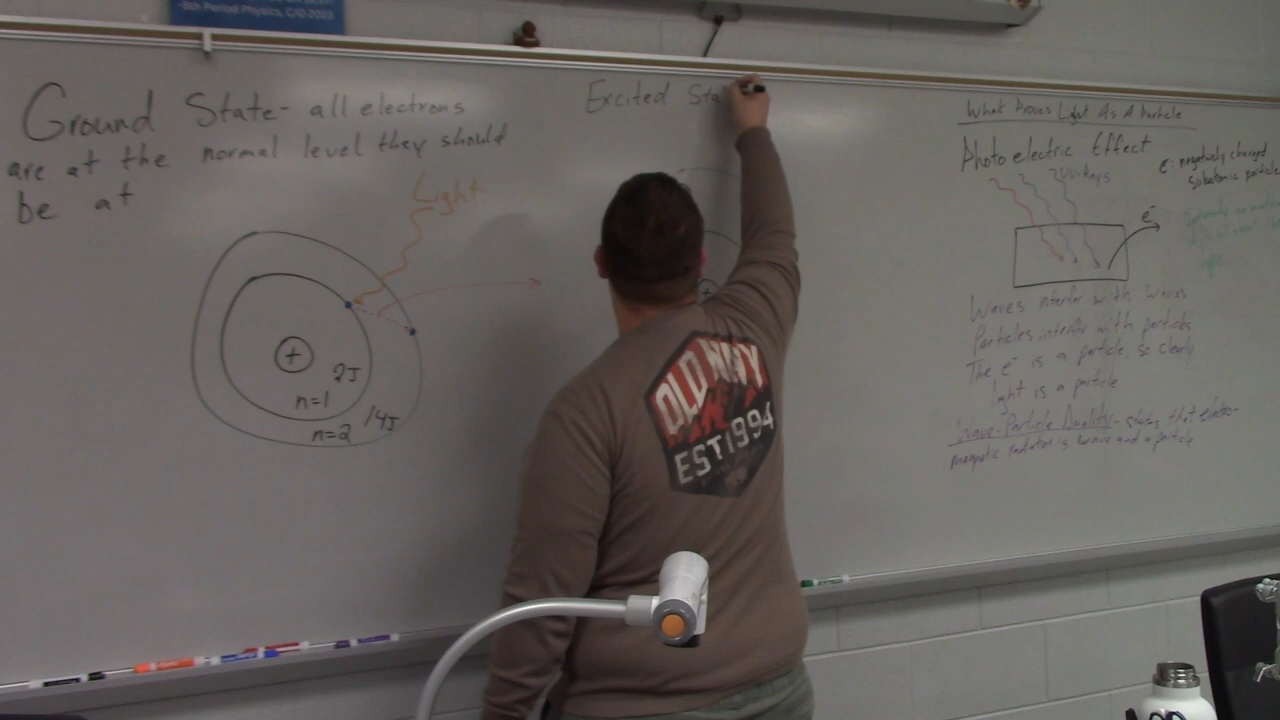 -5th Period Physics, C/O 2023
Ground State- all electrons
are at the normal level they should
be at
Light
+
2J
n=1
14J
n=2
Excited Sta
+
OLD NAVY
EST 1994
What Proves Light As A Particle
Photoelectric Effect
UV-Rays
e⁻
e⁻: negatively charged
subatomic particle
Waves interfer with waves
Particles interfer with particles
The e⁻ is a particle, so clearly
light is a particle
Wave-Particle Duality- states that electro-
magnetic radiation is wave and a particle